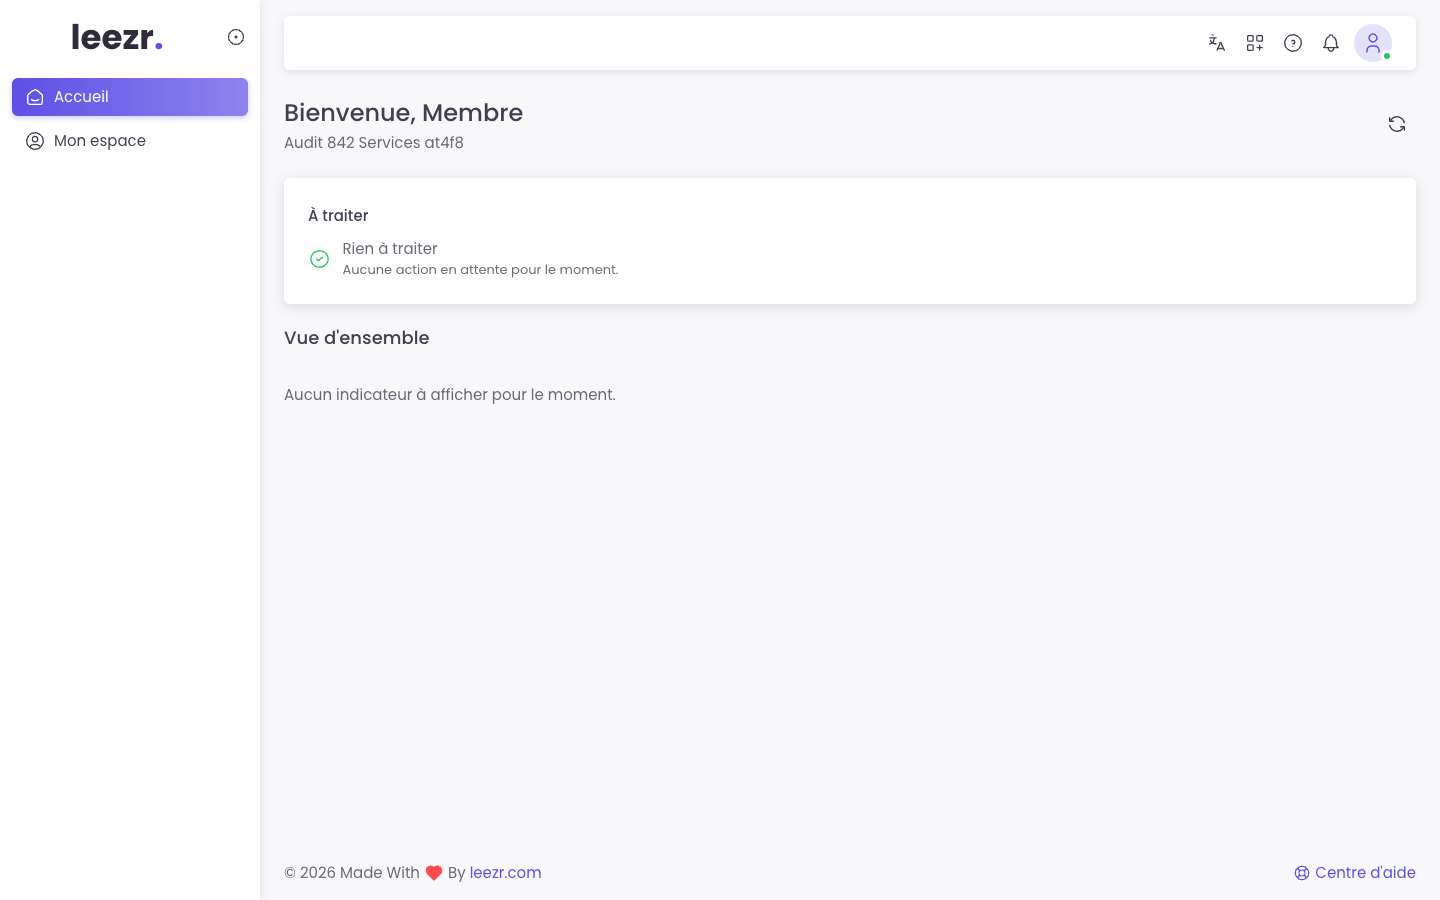 leezr.
Accueil
Mon espace
Bienvenue, Membre
Audit 842 Services at4f8
À traiter
Rien à traiter
Aucune action en attente pour le moment.
Vue d'ensemble
Aucun indicateur à afficher pour le moment.
© 2026 Made With By leezr.com
Centre d'aide